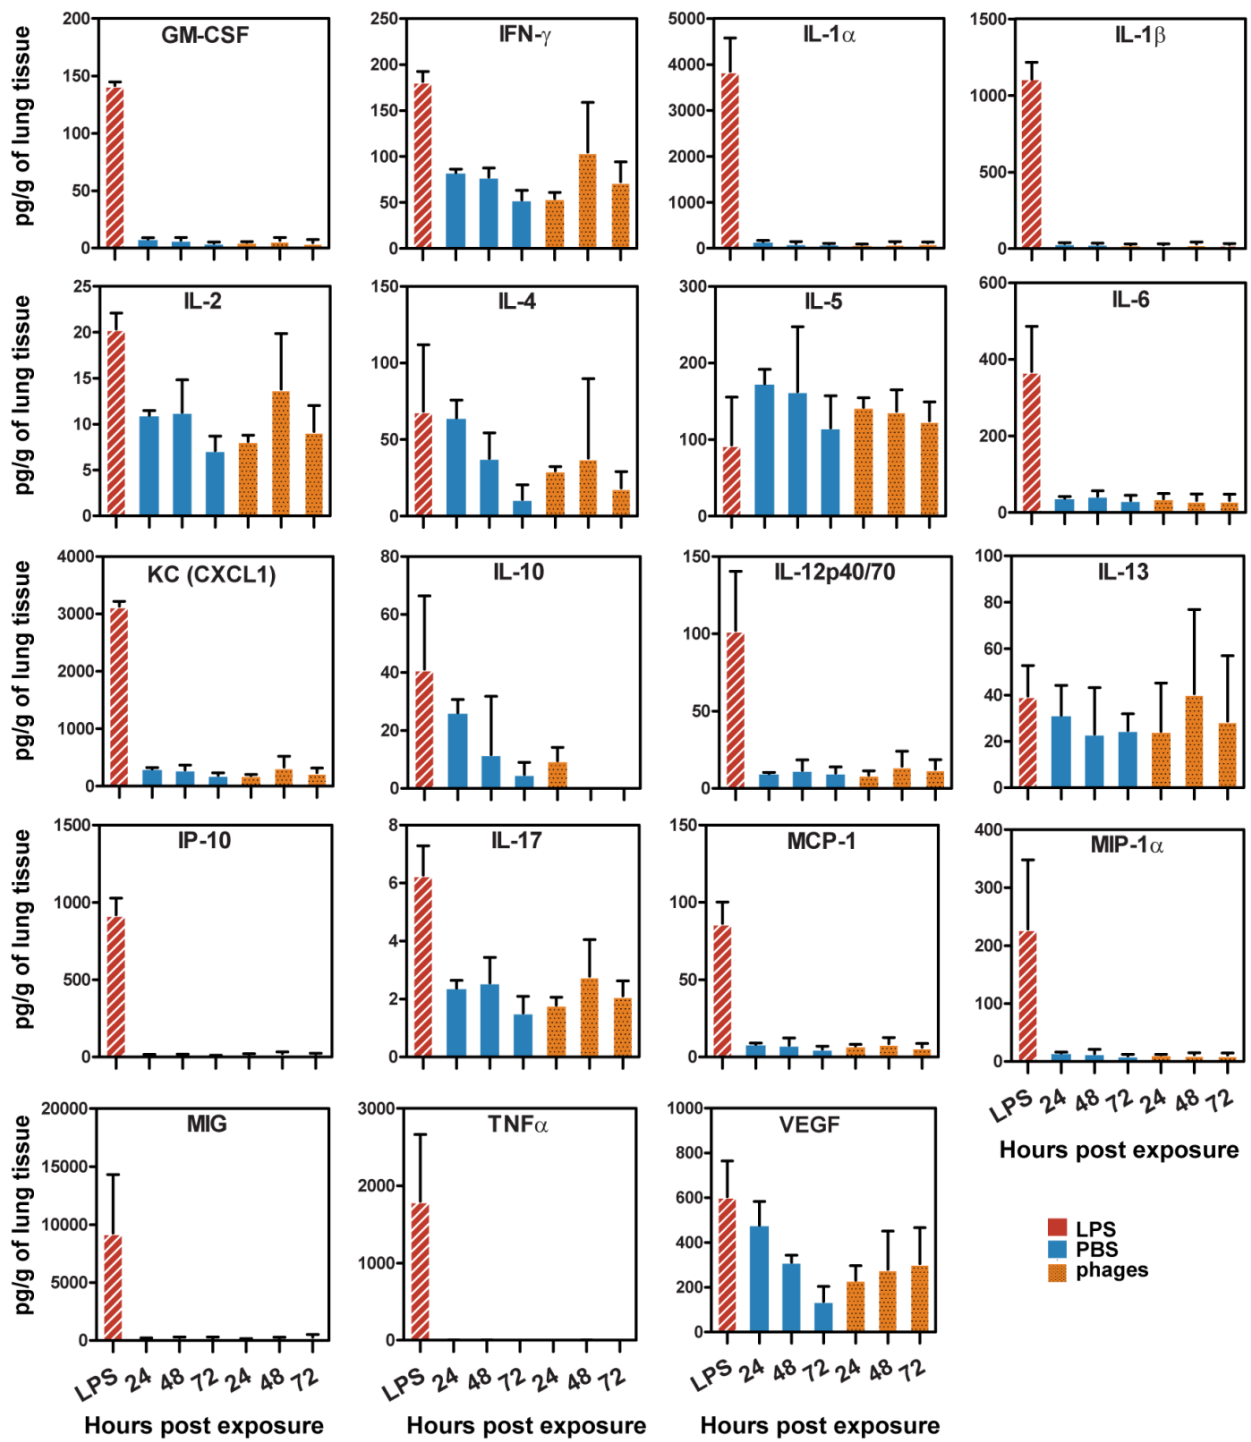 GM-CSF
200
150
100
50
0
pg/g of lung tissue
IFN-γ
250
200
150
100
50
0
IL-1α
5000
4000
3000
2000
1000
0
IL-1β
1500
1000
500
0
IL-2
25
20
15
10
5
0
pg/g of lung tissue
IL-4
150
100
50
0
IL-5
300
200
100
0
IL-6
600
400
200
0
KC (CXCL1)
4000
3000
2000
1000
0
pg/g of lung tissue
IL-10
80
60
40
20
0
IL-12p40/70
150
100
50
0
IL-13
100
80
60
40
20
0
IP-10
1500
1000
500
0
pg/g of lung tissue
IL-17
8
6
4
2
0
MCP-1
150
100
50
0
MIP-1α
400
300
200
100
0
LPS 24 48 72 24 48 72
Hours post exposure
MIG
20000
15000
10000
5000
0
pg/g of lung tissue
LPS 24 48 72 24 48 72
Hours post exposure
TNFα
3000
2000
1000
0
LPS 24 48 72 24 48 72
Hours post exposure
VEGF
1000
800
600
400
200
0
LPS 24 48 72 24 48 72
Hours post exposure
LPS
PBS
phages